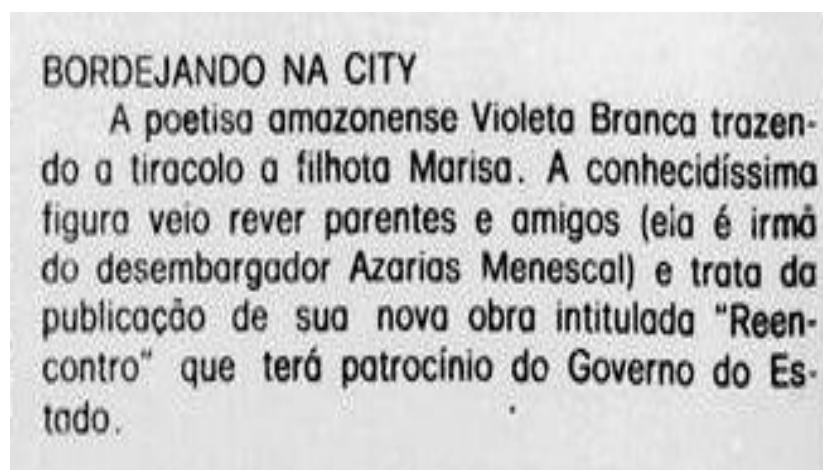 BORDEJANDO NA CITY
A poetisa amazonense Violeta Branca trazen-
do a tiracolo a filhota Marisa. A conhecidíssima
figura veio rever parentes e amigos (ela é irmã
do desembargador Azarias Menescal) e trata da
publicação de sua nova obra intitulada "Reen-
contro" que terá patrocínio do Governo do Es-
tado.